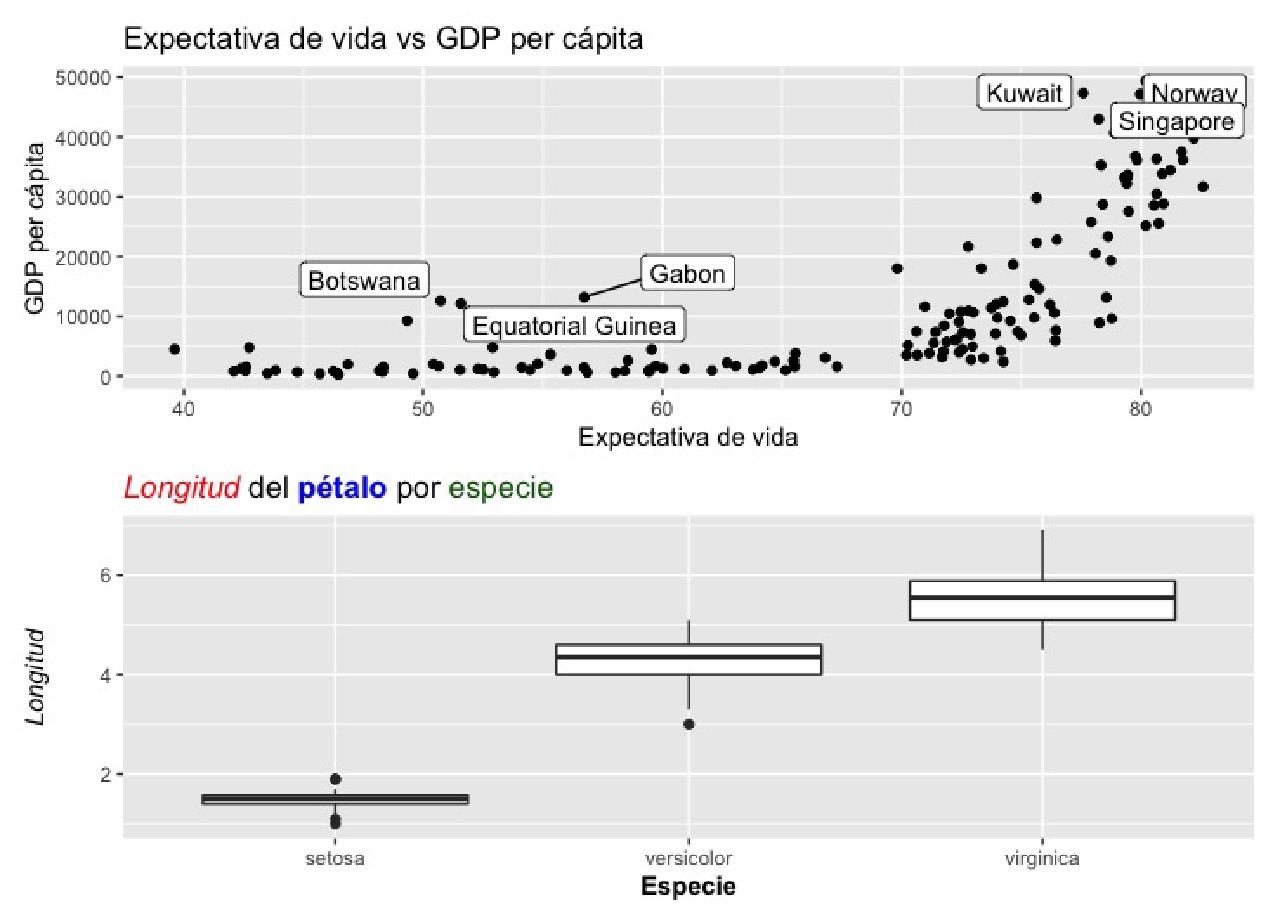 Expectativa de vida vs GDP per cápita
GDP per cápita
50000
40000
30000
20000
10000
0
Kuwait
Norway
Singapore
Botswana
Gabon
Equatorial Guinea
40 50 60 70 80
Expectativa de vida
Longitud del pétalo por especie
Longitud
6
4
2
setosa versicolor virginica
Especie